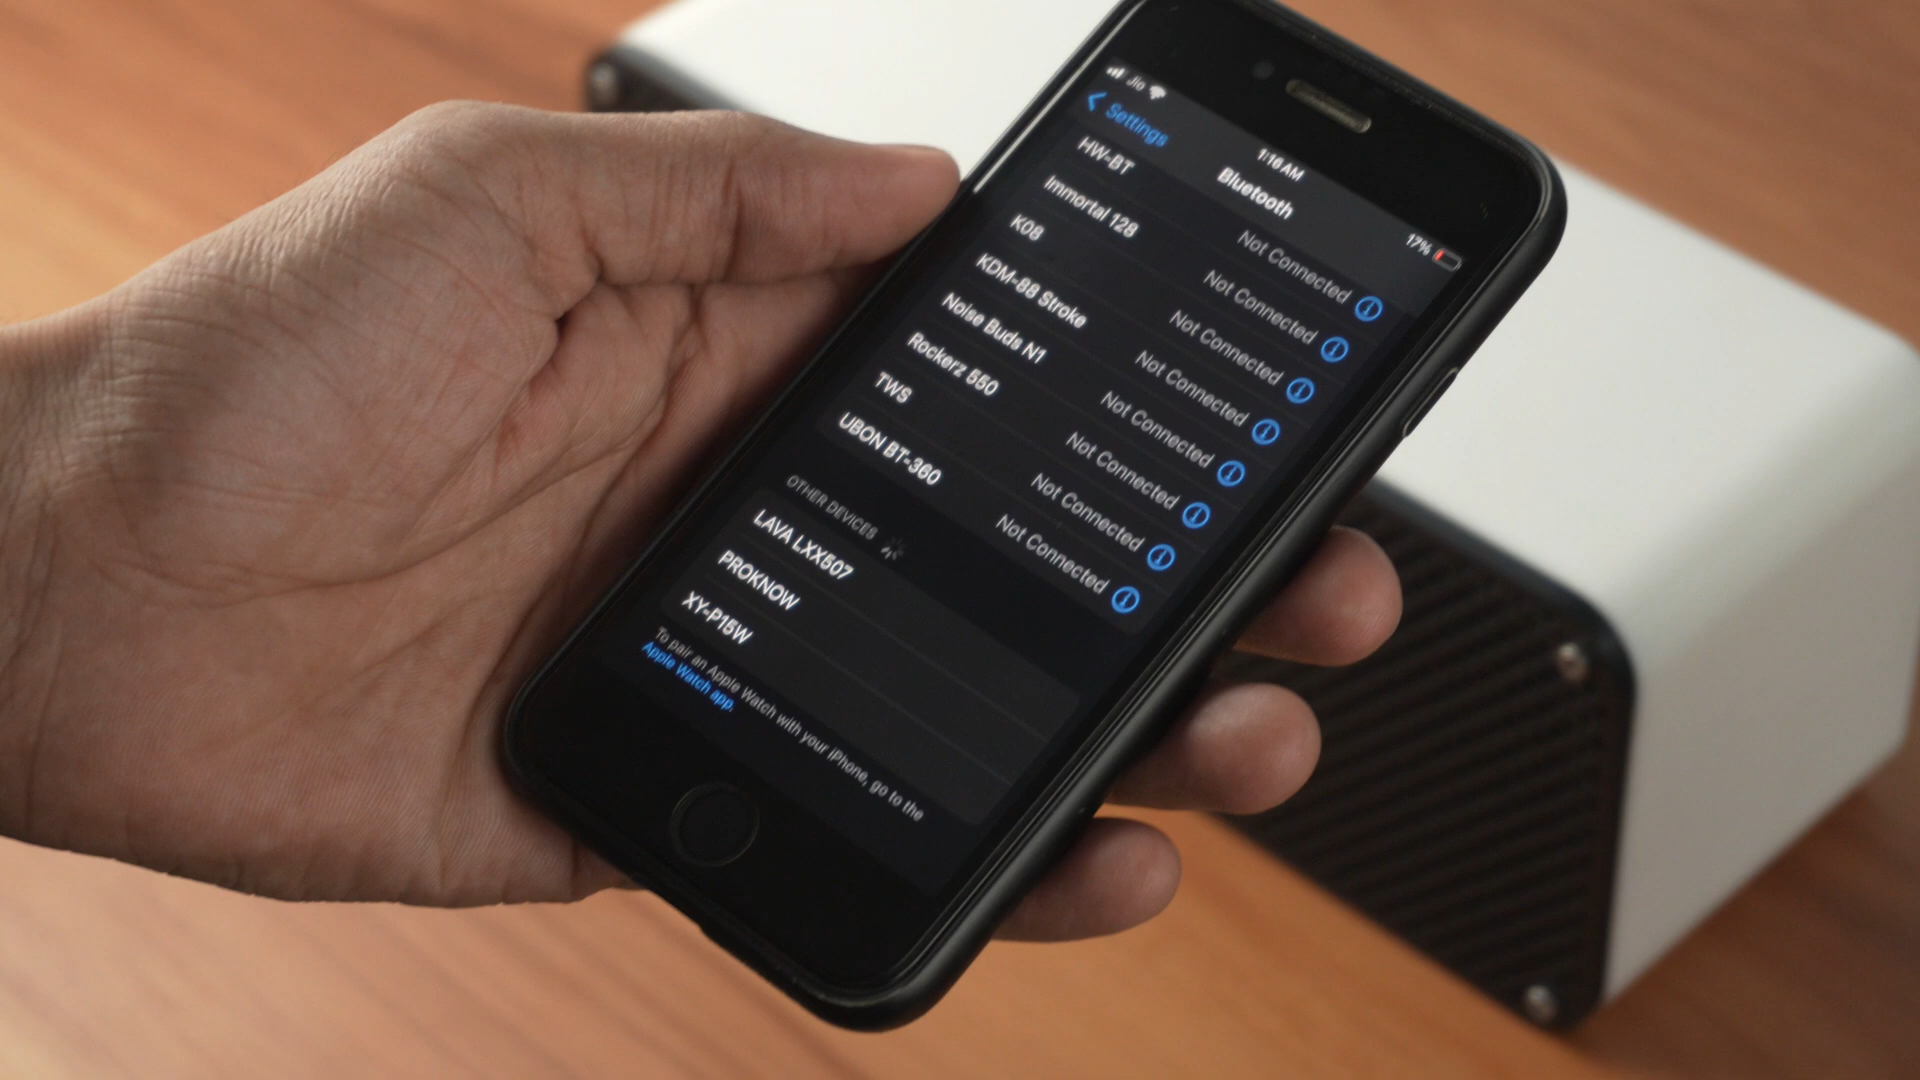 Jio
1:16 AM
17%
Settings
Bluetooth
HW-BT Not Connected
Immortal 128 Not Connected
K08 Not Connected
KDM-88 Stroke Not Connected
Noise Buds N1 Not Connected
Rockerz 550 Not Connected
TWS Not Connected
UBON BT-360 Not Connected
OTHER DEVICES
LAVA LXX507
PROKNOW
XY-P15W
To pair an Apple Watch with your iPhone, go to the
Apple Watch app.